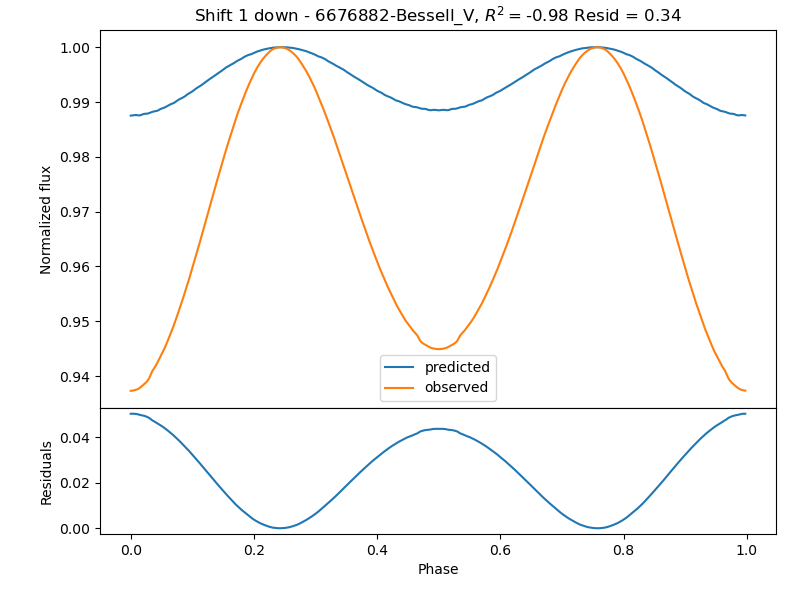 Shift 1 down - 6676882-Bessell_V, R² = -0.98 Resid = 0.34
1.00
0.99
0.98
0.97
0.96
0.95
0.94
Normalized flux
predicted
observed
0.04
0.02
0.00
Residuals
0.0 0.2 0.4 0.6 0.8 1.0
Phase